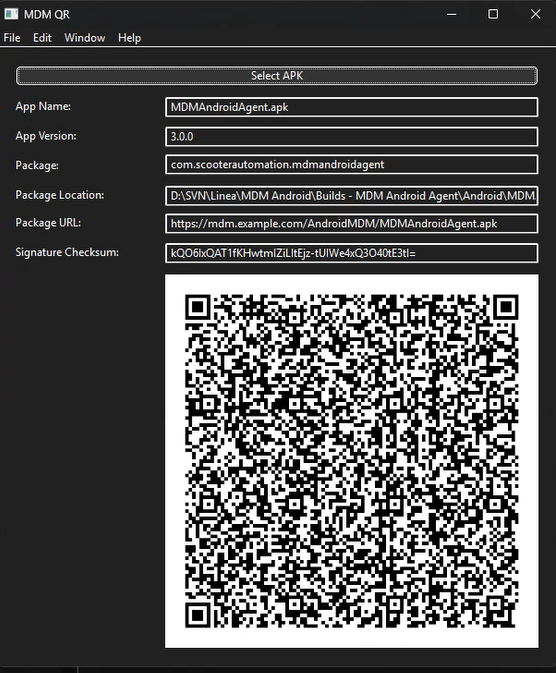 MDM QR
File Edit Window Help
Select APK
App Name: MDMAndroidAgent.apk
App Version: 3.0.0
Package: com.scooterautomation.mdmandroidagent
Package Location: D:\SVN\Linea\MDM Android\Builds - MDM Android Agent\Android\MDM
Package URL: https://mdm.example.com/AndroidMDM/MDMAndroidAgent.apk
Signature Checksum: